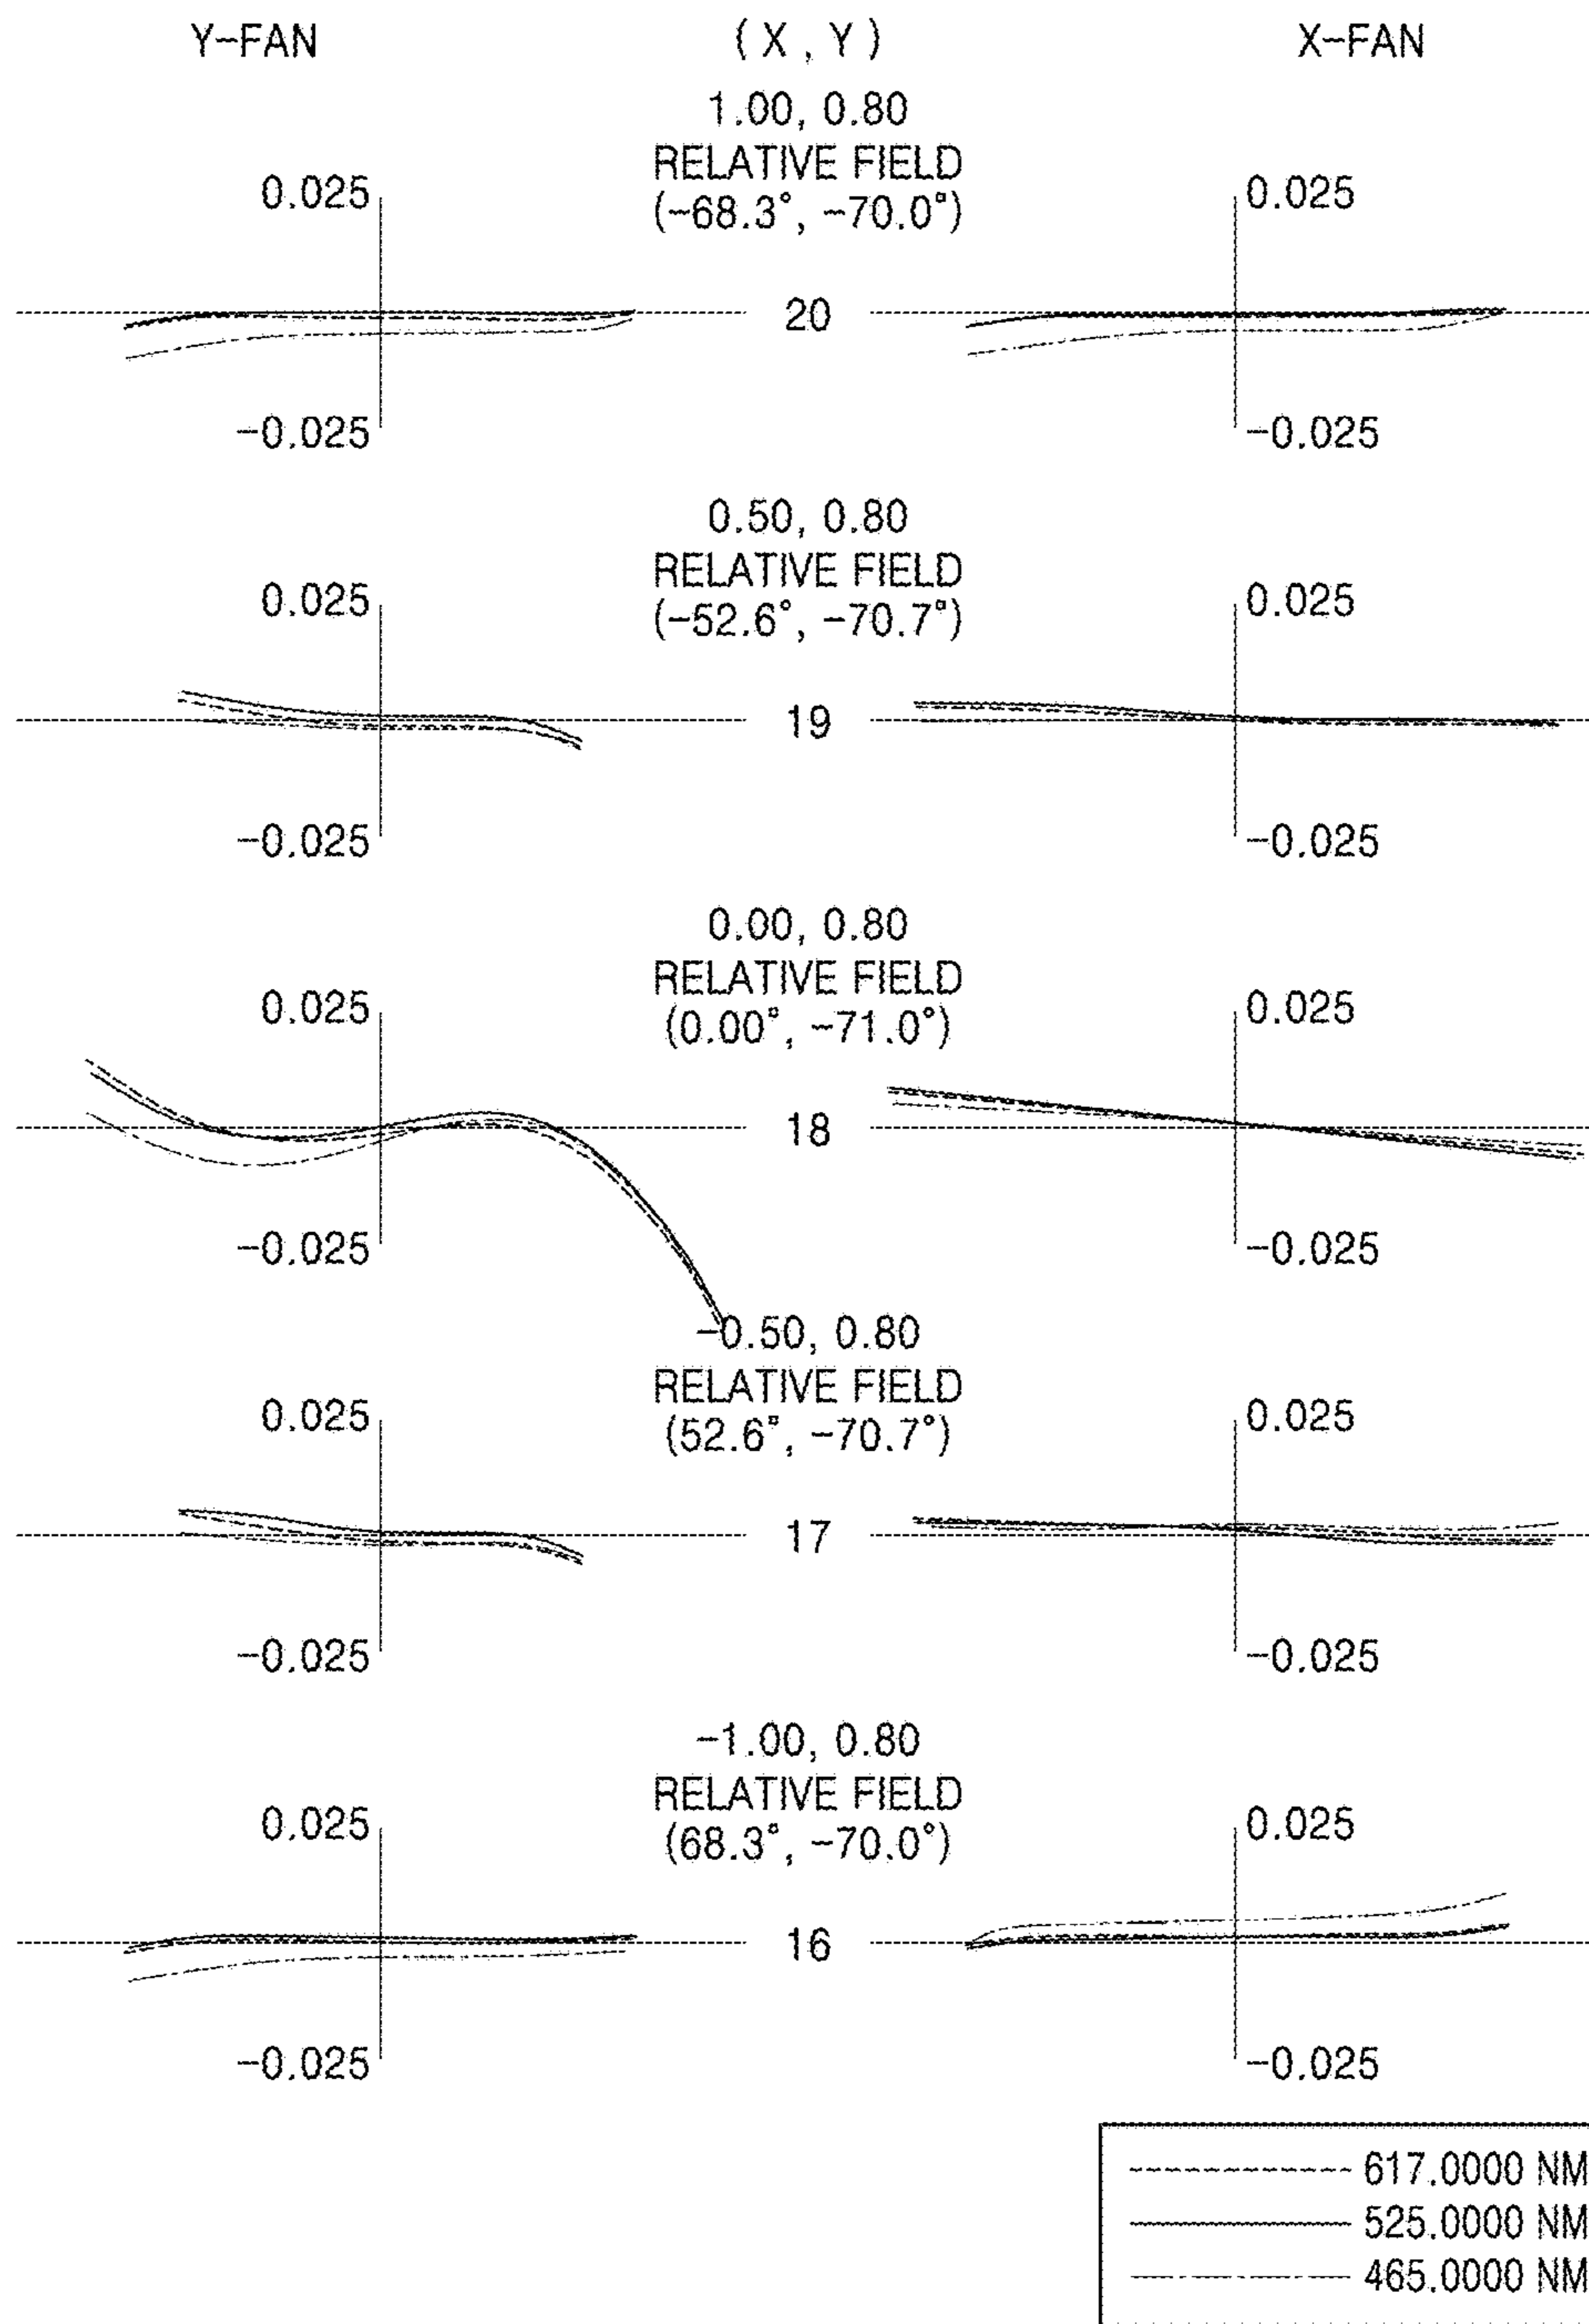 Y-FAN (X, Y) X-FAN
1.00, 0.80
RELATIVE FIELD
0.025 (-68.3°, -70.0°) 0.025
20
-0.025 -0.025
0.50, 0.80
RELATIVE FIELD
0.025 (-52.6°, -70.7°) 0.025
19
-0.025 -0.025
0.00, 0.80
RELATIVE FIELD
0.025 (0.00°, -71.0°) 0.025
18
-0.025 -0.025
-0.50, 0.80
RELATIVE FIELD
0.025 (52.6°, -70.7°) 0.025
17
-0.025 -0.025
-1.00, 0.80
RELATIVE FIELD
0.025 (68.3°, -70.0°) 0.025
16
-0.025 -0.025
617.0000 NM
525.0000 NM
465.0000 NM